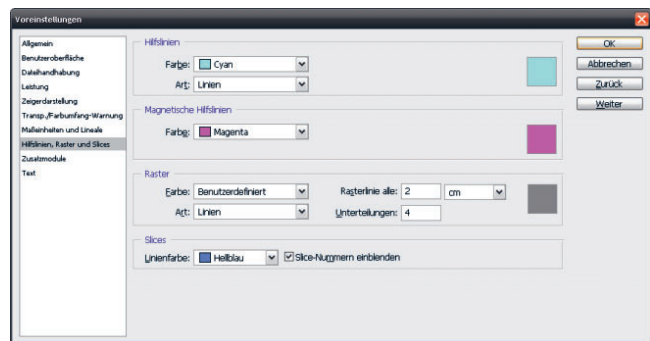 Voreinstellungen
Allgemein
Benutzeroberfläche
Dateihandhabung
Leistung
Zeigerdarstellung
Transp./Farbumfang-Warnung
Maßeinheiten und Lineale
Hilfslinien, Raster und Slices
Zusatzmodule
Text
Hilfslinien
Farbe: Cyan
Art: Linien
Magnetische Hilfslinien
Farbe: Magenta
Raster
Farbe: Benutzerdefiniert Rasterlinie alle: 2 cm
Art: Linien Unterteilungen: 4
Slices
Linienfarbe: Hellblau Slice-Nummern einblenden
OK
Abbrechen
Zurück
Weiter